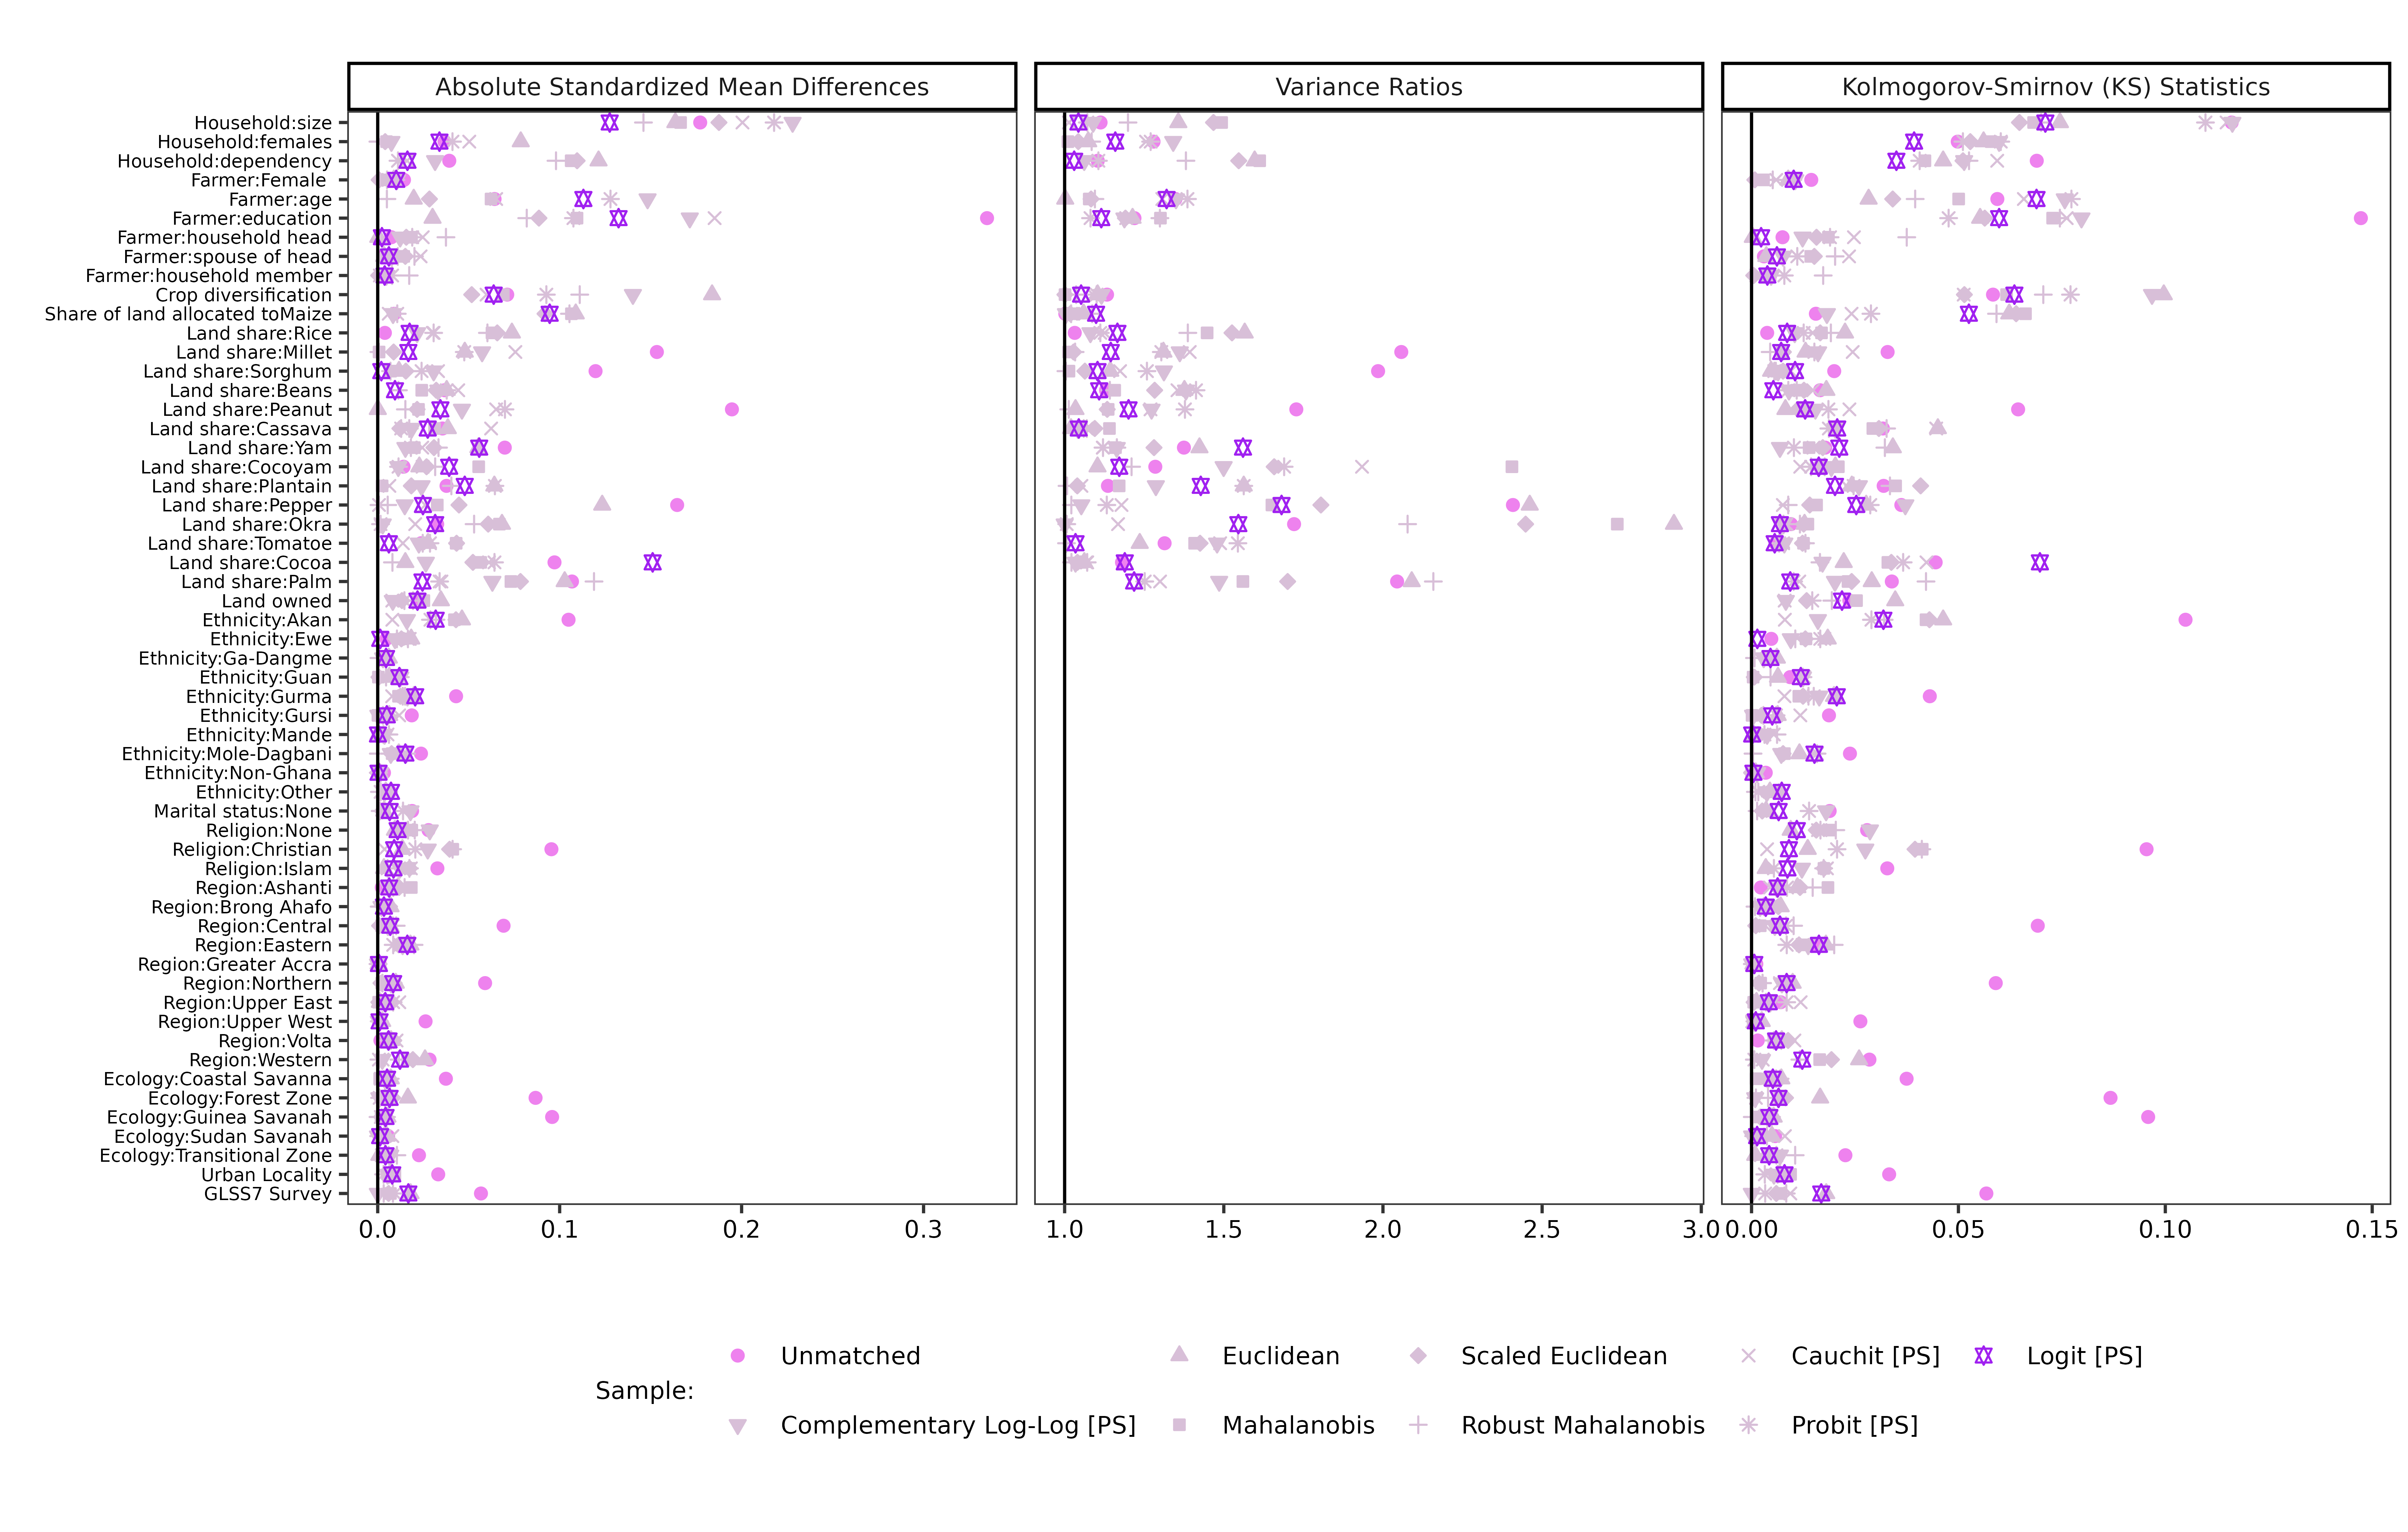 Absolute Standardized Mean Differences
Variance Ratios
Kolmogorov-Smirnov (KS) Statistics
Household:size
Household:females
Household:dependency
Farmer:Female
Farmer:age
Farmer:education
Farmer:household head
Farmer:spouse of head
Farmer:household member
Crop diversification
Share of land allocated toMaize
Land share:Rice
Land share:Millet
Land share:Sorghum
Land share:Beans
Land share:Peanut
Land share:Cassava
Land share:Yam
Land share:Cocoyam
Land share:Plantain
Land share:Pepper
Land share:Okra
Land share:Tomatoe
Land share:Cocoa
Land share:Palm
Land owned
Ethnicity:Akan
Ethnicity:Ewe
Ethnicity:Ga-Dangme
Ethnicity:Guan
Ethnicity:Gurma
Ethnicity:Gursi
Ethnicity:Mande
Ethnicity:Mole-Dagbani
Ethnicity:Non-Ghana
Ethnicity:Other
Marital status:None
Religion:None
Religion:Christian
Religion:Islam
Region:Ashanti
Region:Brong Ahafo
Region:Central
Region:Eastern
Region:Greater Accra
Region:Northern
Region:Upper East
Region:Upper West
Region:Volta
Region:Western
Ecology:Coastal Savanna
Ecology:Forest Zone
Ecology:Guinea Savanah
Ecology:Sudan Savanah
Ecology:Transitional Zone
Urban Locality
GLSS7 Survey
0.0 0.1 0.2 0.3
1.0 1.5 2.0 2.5 3.0
0.00 0.05 0.10 0.15
Sample:
Unmatched Euclidean Scaled Euclidean Cauchit [PS] Logit [PS]
Complementary Log-Log [PS] Mahalanobis Robust Mahalanobis Probit [PS]